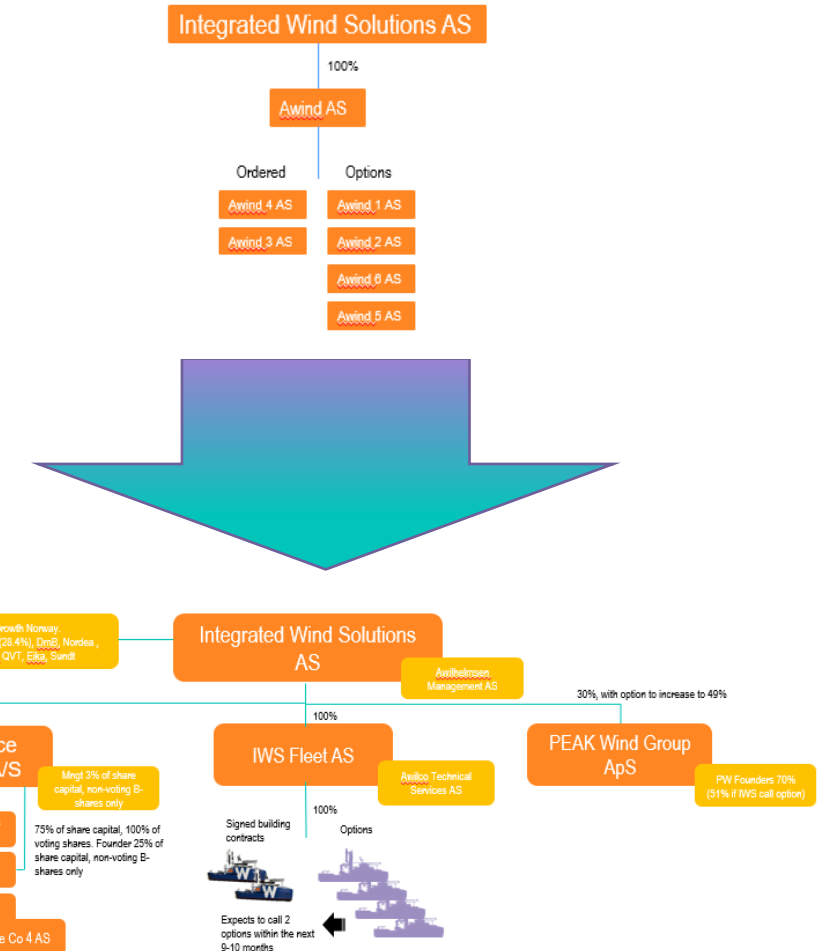 Integrated Wind Solutions AS
100%
Awind AS
Ordered
Options
Awind 4 AS
Awind 1 AS
Awind 3 AS
Awind 2 AS
Awind 6 AS
Awind 5 AS
rowth Norway.
(26.4%), DmB, Nordea ,
QVT, Eika, Sundt
Integrated Wind Solutions
AS
Awilhelmsen
Management AS
30%, with option to increase to 49%
100%
ce
/S
Mngt 3% of share
capital, non-voting B-
shares only
IWS Fleet AS
Awilco Technical
Services AS
PEAK Wind Group
ApS
PW Founders 70%
(51% if IWS call option)
75% of share capital, 100% of
voting shares. Founder 25% of
share capital, non-voting B-
shares only
100%
Signed building
contracts
Options
W
W
Expects to call 2
options within the next
9-10 months
e Co 4 AS